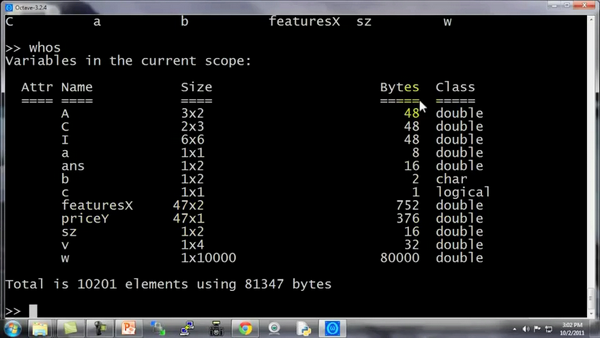 Octave-3.2.4
C a b featuresX sz w
>> whos
Variables in the current scope:
Attr Name Size Bytes Class
==== ==== ==== ===== =====
A 3x2 48 double
C 2x3 48 double
I 6x6 48 double
a 1x1 8 double
ans 1x2 16 double
b 1x2 2 char
c 1x1 1 logical
featuresX 47x2 752 double
priceY 47x1 376 double
sz 1x2 16 double
v 1x4 32 double
w 1x10000 80000 double
Total is 10201 elements using 81347 bytes
>>
3:02 PM
10/2/2011